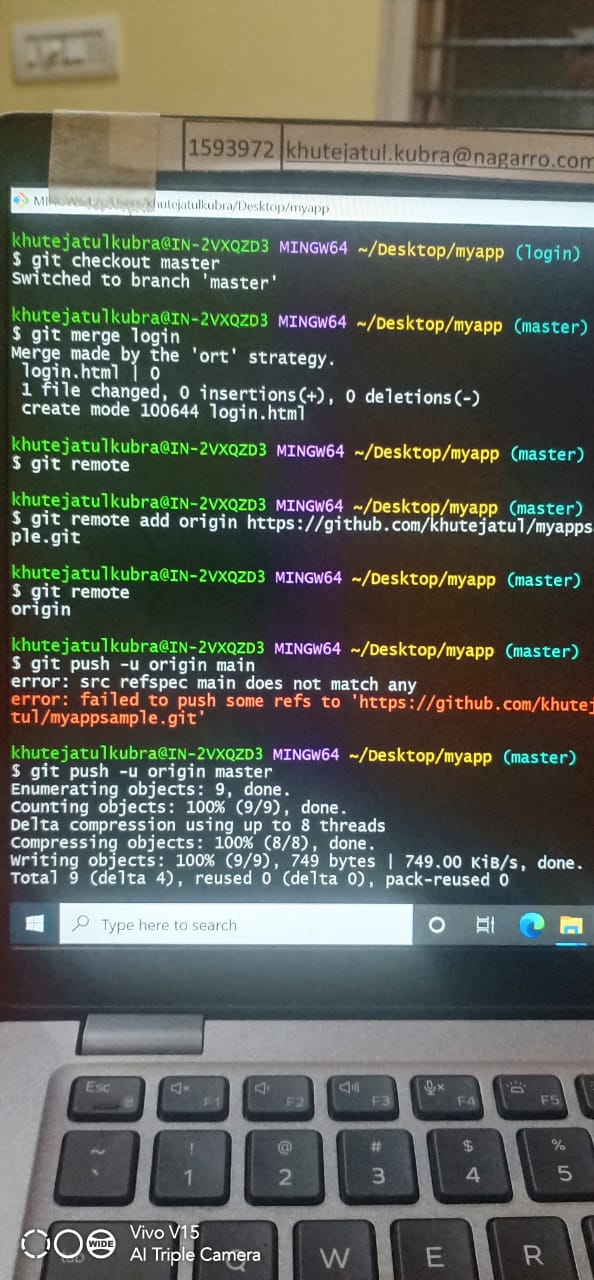 1593972 khutejatul.kubra@nagarro.com
khutejatulkubra/Desktop/myapp
khutejatulkubra@IN-2VXQZD3 MINGW64 ~/Desktop/myapp (login)
$ git checkout master
Switched to branch 'master'
khutejatulkubra@IN-2VXQZD3 MINGW64 ~/Desktop/myapp (master)
$ git merge login
Merge made by the 'ort' strategy.
login.html | 0
1 file changed, 0 insertions(+), 0 deletions(-)
create mode 100644 login.html
khutejatulkubra@IN-2VXQZD3 MINGW64 ~/Desktop/myapp (master)
$ git remote
khutejatulkubra@IN-2VXQZD3 MINGW64 ~/Desktop/myapp (master)
$ git remote add origin https://github.com/khutejatul/myapps
ple.git
khutejatulkubra@IN-2VXQZD3 MINGW64 ~/Desktop/myapp (master)
$ git remote
origin
khutejatulkubra@IN-2VXQZD3 MINGW64 ~/Desktop/myapp (master)
$ git push -u origin main
error: src refspec main does not match any
error: failed to push some refs to 'https://github.com/khutej
tul/myappsample.git'
khutejatulkubra@IN-2VXQZD3 MINGW64 ~/Desktop/myapp (master)
$ git push -u origin master
Enumerating objects: 9, done.
Counting objects: 100% (9/9), done.
Delta compression using up to 8 threads
Compressing objects: 100% (8/8), done.
Writing objects: 100% (9/9), 749 bytes | 749.00 KiB/s, done.
Total 9 (delta 4), reused 0 (delta 0), pack-reused 0
Type here to search
Esc F1 F2 F3 F4 F5
~ ! @ # $ %
` 1 2 3 4 5
WIDE Vivo V15
AI Triple Camera
tab Q W E R